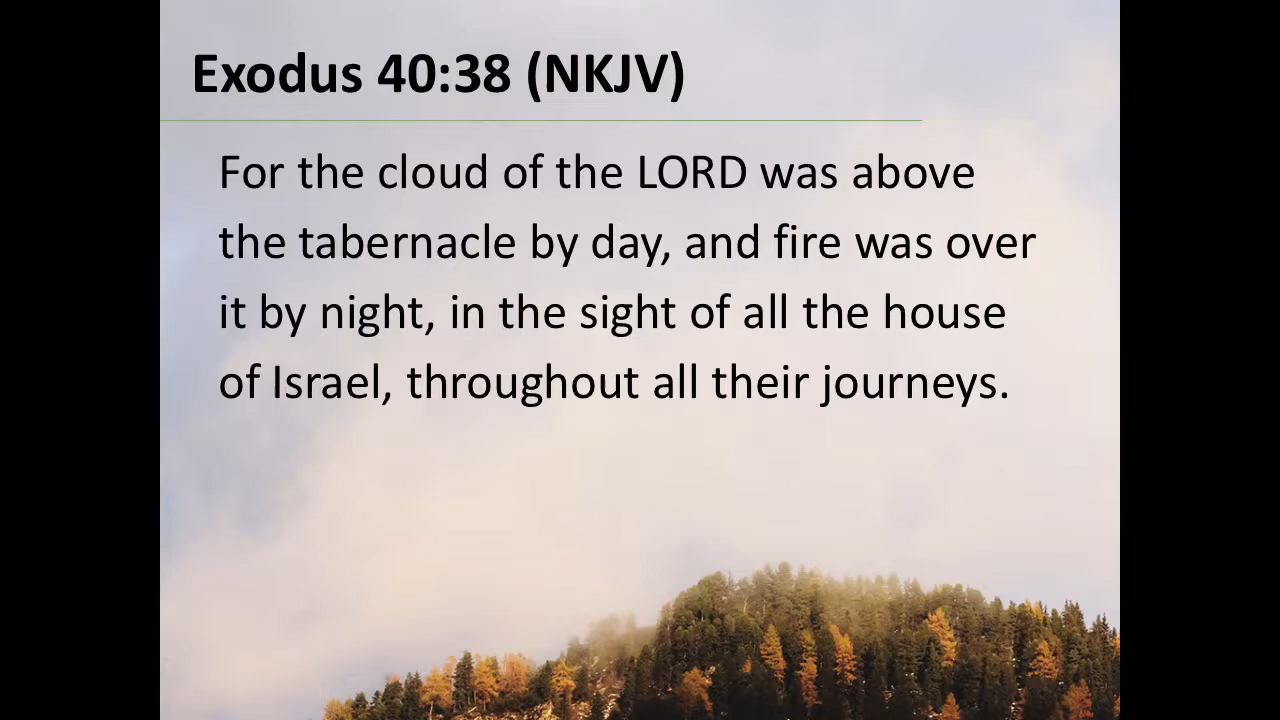 Exodus 40:38 (NKJV)
For the cloud of the LORD was above
the tabernacle by day, and fire was over
it by night, in the sight of all the house
of Israel, throughout all their journeys.